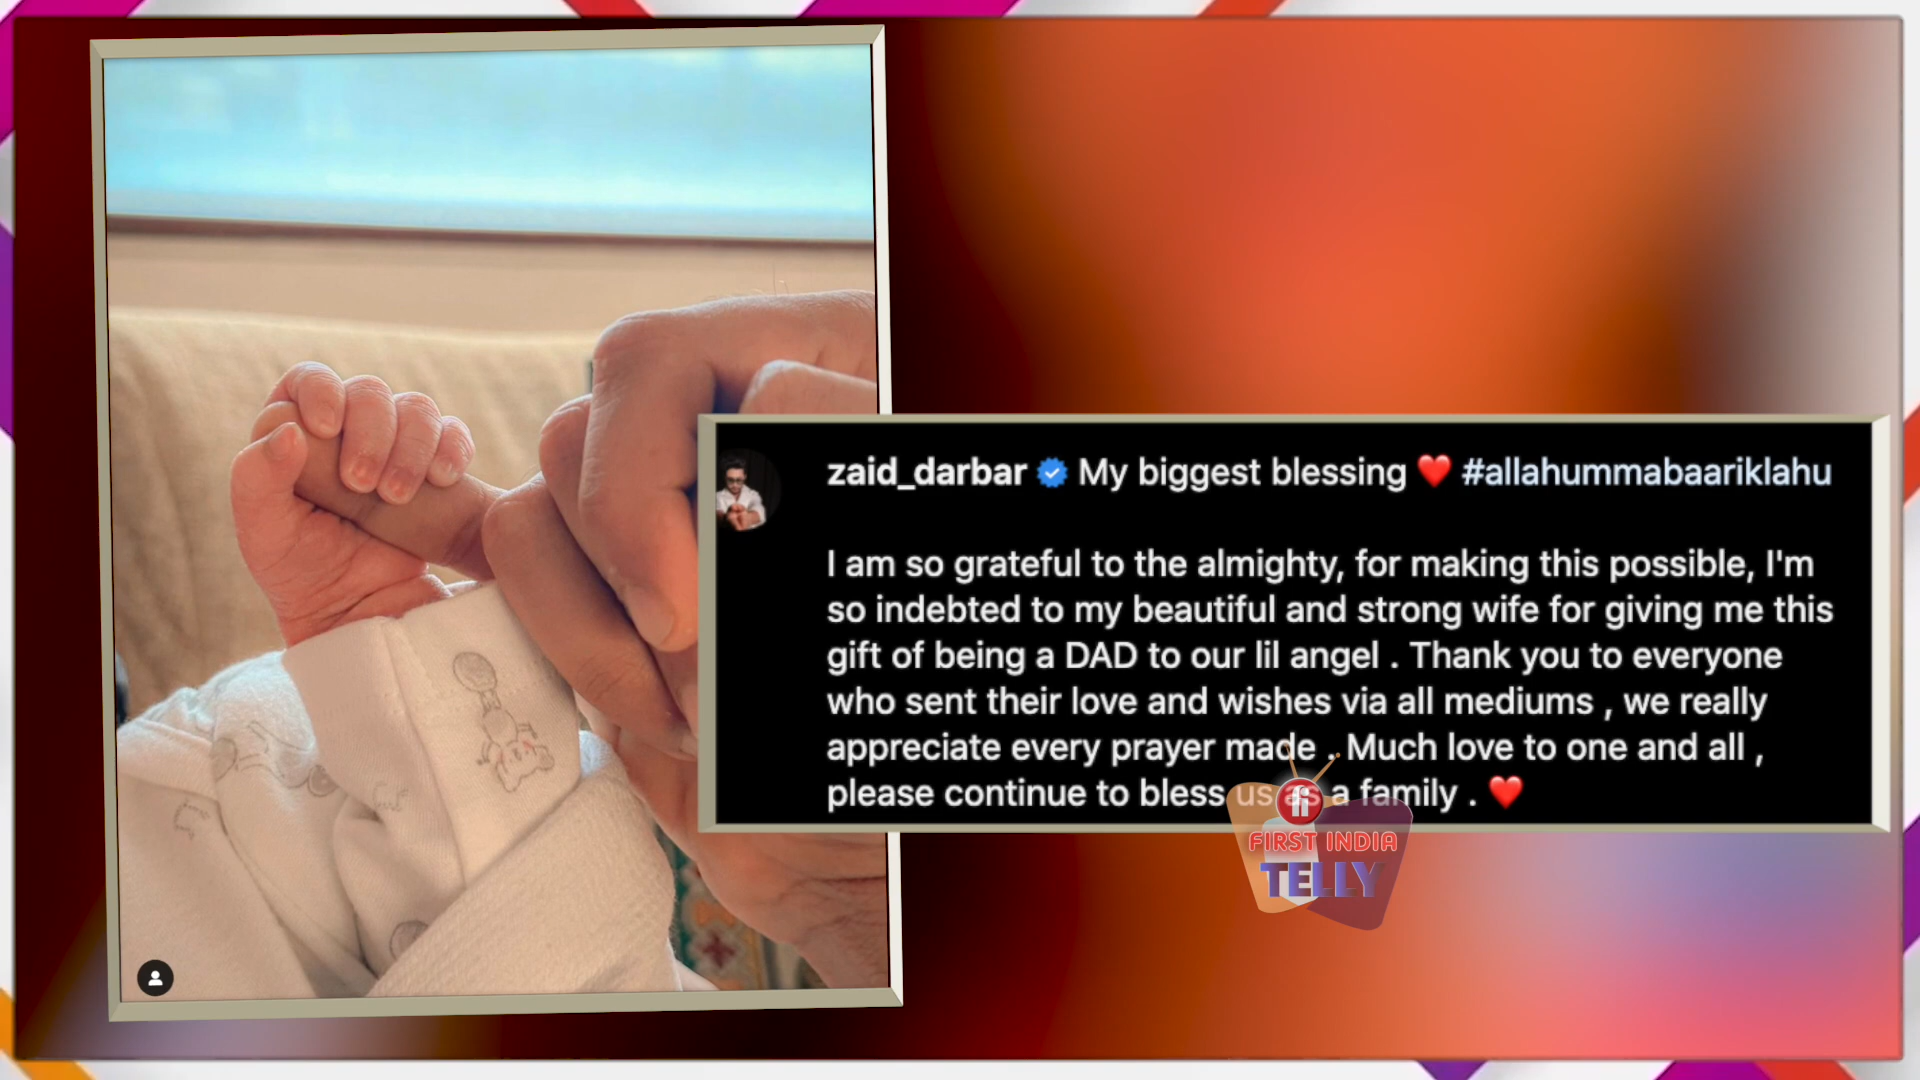 zaid_darbar My biggest blessing ❤️ #allahummabaariklahu
I am so grateful to the almighty, for making this possible, I'm
so indebted to my beautiful and strong wife for giving me this
gift of being a DAD to our lil angel . Thank you to everyone
who sent their love and wishes via all mediums , we really
appreciate every prayer made . Much love to one and all ,
please continue to bless us as a family . ❤️
fi
FIRST INDIA
TELLY